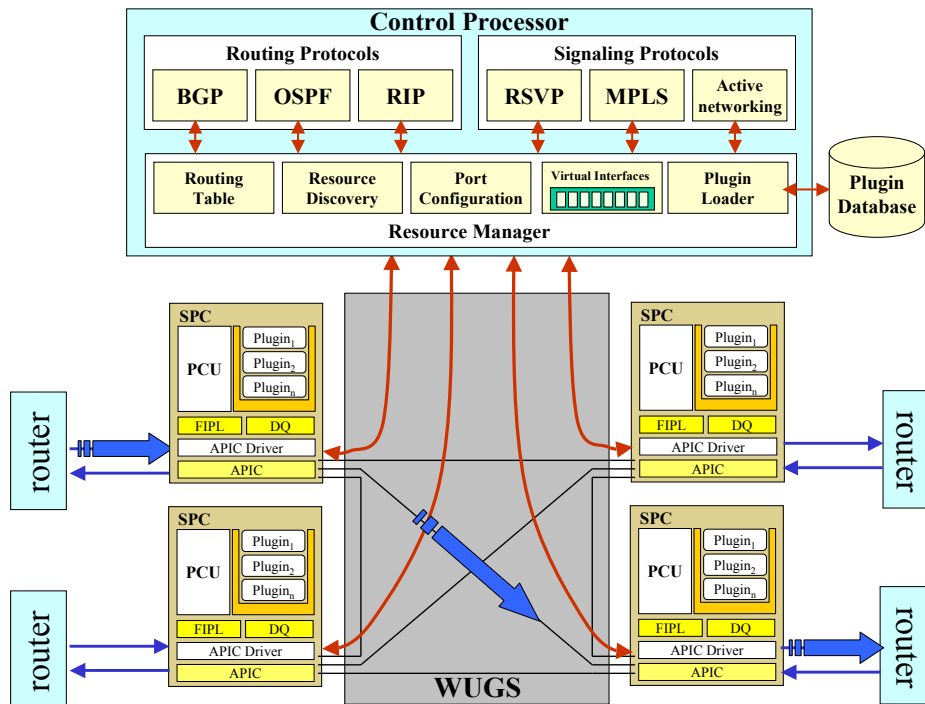 Control Processor
Routing Protocols
Signaling Protocols
BGP
OSPF
RIP
RSVP
MPLS
Active
networking
Routing
Table
Resource
Discovery
Port
Configuration
Virtual Interfaces
Plugin
Loader
Plugin
Database
Resource Manager
SPC
PCU
Plugin1
Plugin2
Pluginn
FIPL
DQ
APIC Driver
APIC
SPC
PCU
Plugin1
Plugin2
Pluginn
FIPL
DQ
APIC Driver
APIC
router
router
SPC
PCU
Plugin1
Plugin2
Pluginn
FIPL
DQ
APIC Driver
APIC
SPC
PCU
Plugin1
Plugin2
Pluginn
FIPL
DQ
APIC Driver
APIC
router
router
WUGS